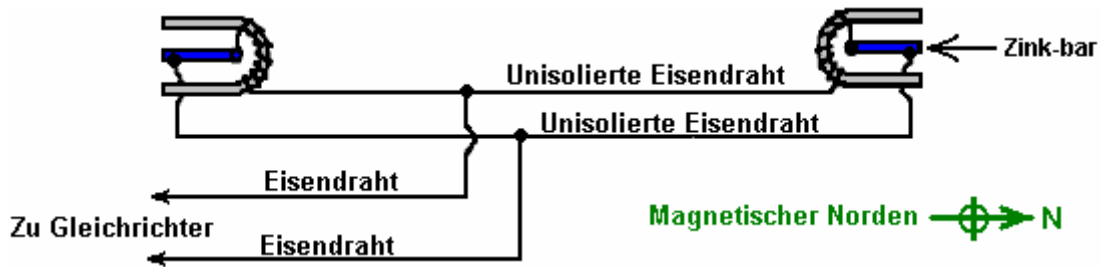 Zink-bar
Unisolierte Eisendraht
Unisolierte Eisendraht
Eisendraht
Zu Gleichrichter
Eisendraht
Magnetischer Norden N